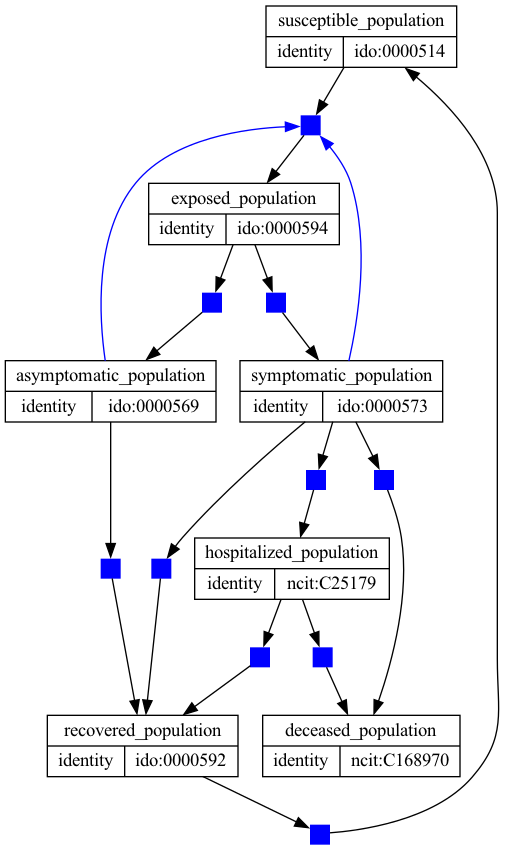 susceptible_population
identity ido:0000514
exposed_population
identity ido:0000594
asymptomatic_population
identity ido:0000569
symptomatic_population
identity ido:0000573
hospitalized_population
identity ncit:C25179
recovered_population
identity ido:0000592
deceased_population
identity ncit:C168970